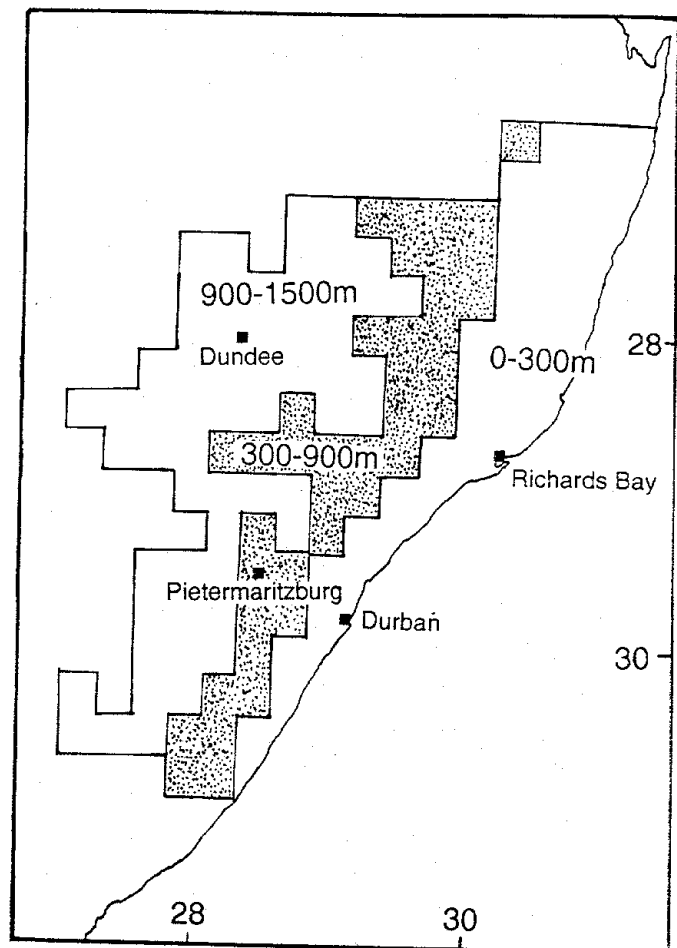 900-1500m
Dundee
28
0-300m
300-900m
Richards Bay
Pietermaritzburg
Durban
30
28
30